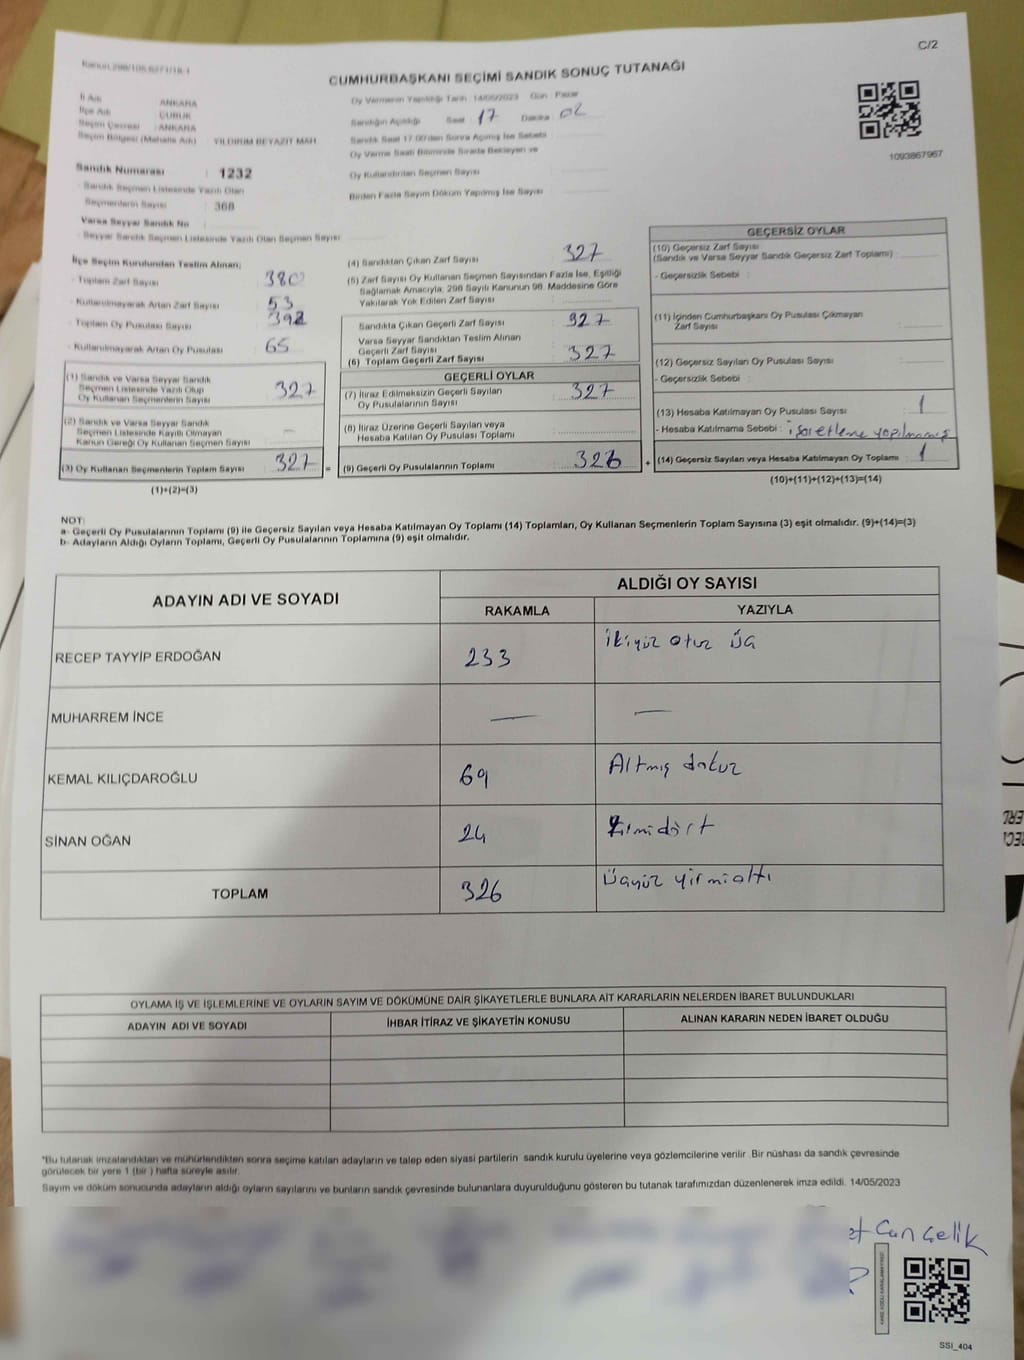 C/2
Kanun,298/105,6271/18-1
CUMHURBAŞKANI SEÇİMİ SANDIK SONUÇ TUTANAĞI
İl Adı : ANKARA
İlçe Adı : ÇUBUK
Seçim Çevresi : ANKARA
Seçim Bölgesi (Mahalle Adı) : YILDIRIM BEYAZIT MAH
Oy Vermenin Yapıldığı Tarih 14/05/2023 Gün : Pazar
Sandığın Açıldığı Saat : 17 Dakika : 02
Sandık Saat 17:00'den Sonra Açılmış İse Sebebi :
Oy Verme Saati Bitiminde Sırada Bekleyen ve
Oy Kullandırılan Seçmen Sayısı :
Birden Fazla Sayım Döküm Yapılmış İse Sayısı :
1093867967
Sandık Numarası : 1232
- Sandık Seçmen Listesinde Yazılı Olan
Seçmenlerin Sayısı : 368
Varsa Seyyar Sandık No :
- Seyyar Sandık Seçmen Listesinde Yazılı Olan Seçmen Sayısı :
İlçe Seçim Kurulundan Teslim Alınan;
- Toplam Zarf Sayısı : 380
- Kullanılmayarak Artan Zarf Sayısı : 53
- Toplam Oy Pusulası Sayısı : 392
- Kullanılmayarak Artan Oy Pusulası : 65
(1) Sandık ve Varsa Seyyar Sandık
Seçmen Listesinde Yazılı Olup
Oy Kullanan Seçmenlerin Sayısı : 327
(2) Sandık ve Varsa Seyyar Sandık
Seçmen Listesinde Kayıtlı Olmayan
Kanun Gereği Oy Kullanan Seçmen Sayısı : —
(3) Oy Kullanan Seçmenlerin Toplam Sayısı : 327 =
(1)+(2)=(3)
(4) Sandıktan Çıkan Zarf Sayısı : 327
(5) Zarf Sayısı Oy Kullanan Seçmen Sayısından Fazla İse, Eşitliği
Sağlamak Amacıyla; 298 Sayılı Kanunun 98. Maddesine Göre
Yakılarak Yok Edilen Zarf Sayısı :
Sandıkta Çıkan Geçerli Zarf Sayısı : 327
Varsa Seyyar Sandıktan Teslim Alınan
Geçerli Zarf Sayısı :
(6) Toplam Geçerli Zarf Sayısı : 327
GEÇERLİ OYLAR
(7) İtiraz Edilmeksizin Geçerli Sayılan
Oy Pusulalarının Sayısı : 327
(8) İtiraz Üzerine Geçerli Sayılan veya
Hesaba Katılan Oy Pusulası Toplamı :
(9) Geçerli Oy Pusulalarının Toplamı : 326 +
GEÇERSİZ OYLAR
(10) Geçersiz Zarf Sayısı
(Sandık ve Varsa Seyyar Sandık Geçersiz Zarf Toplamı) :
- Geçersizlik Sebebi :
(11) İçinden Cumhurbaşkanı Oy Pusulası Çıkmayan
Zarf Sayısı :
(12) Geçersiz Sayılan Oy Pusulası Sayısı :
- Geçersizlik Sebebi :
(13) Hesaba Katılmayan Oy Pusulası Sayısı : 1
- Hesaba Katılmama Sebebi : işaretleme yapılmamış
(14) Geçersiz Sayılan veya Hesaba Katılmayan Oy Toplamı : 1
(10)+(11)+(12)+(13)=(14)
NOT:
a- Geçerli Oy Pusulalarının Toplamı (9) ile Geçersiz Sayılan veya Hesaba Katılmayan Oy Toplamı (14) Toplamları, Oy Kullanan Seçmenlerin Toplam Sayısına (3) eşit olmalıdır. (9)+(14)=(3)
b- Adayların Aldığı Oyların Toplamı, Geçerli Oy Pusulalarının Toplamına (9) eşit olmalıdır.
ADAYIN ADI VE SOYADI ALDIĞI OY SAYISI
RAKAMLA YAZIYLA
RECEP TAYYİP ERDOĞAN 233 İkiyüz otuz üç
MUHARREM İNCE — —
KEMAL KILIÇDAROĞLU 69 Altmış dokuz
SİNAN OĞAN 24 Yirmidört
TOPLAM 326 Üçyüz yirmialtı
OYLAMA İŞ VE İŞLEMLERİNE VE OYLARIN SAYIM VE DÖKÜMÜNE DAİR ŞİKAYETLERLE BUNLARA AİT KARARLARIN NELERDEN İBARET BULUNDUKLARI
ADAYIN ADI VE SOYADI İHBAR İTİRAZ VE ŞİKAYETİN KONUSU ALINAN KARARIN NEDEN İBARET OLDUĞU
*Bu tutanak imzalandıktan ve mühürlendikten sonra seçime katılan adayların ve talep eden siyasi partilerin sandık kurulu üyelerine veya gözlemcilerine verilir .Bir nüshası da sandık çevresinde
görülecek bir yere 1 (bir ) hafta süreyle asılır.
Sayım ve döküm sonucunda adayların aldığı oyların sayılarını ve bunların sandık çevresinde bulunanlara duyurulduğunu gösteren bu tutanak tarafımızdan düzenlenerek imza edildi. 14/05/2023
et Can Çelik
SSI_404